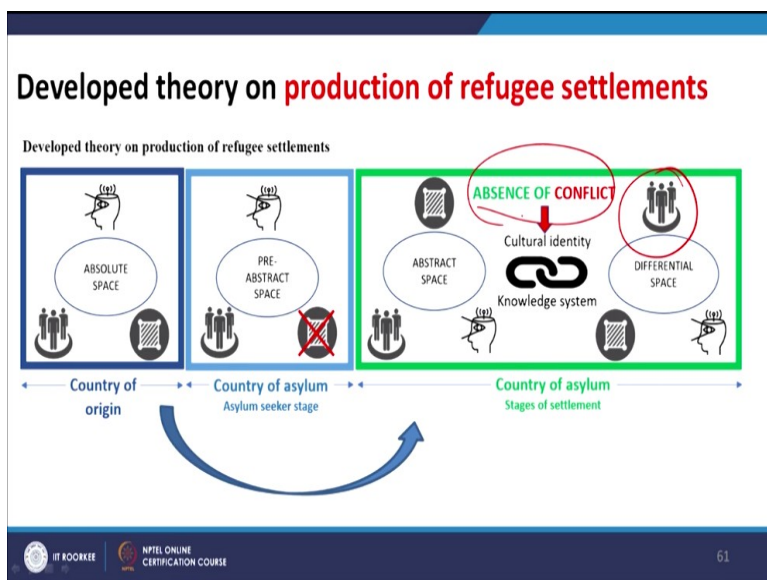 Developed theory on production of refugee settlements
Developed theory on production of refugee settlements
ABSOLUTE
SPACE
PRE-
ABSTRACT
SPACE
ABSENCE OF CONFLICT
Cultural identity
Knowledge system
ABSTRACT
SPACE
DIFFERENTIAL
SPACE
Country of
origin
Country of asylum
Asylum seeker stage
Country of asylum
Stages of settlement
IIT ROORKEE
NPTEL ONLINE
CERTIFICATION COURSE
61